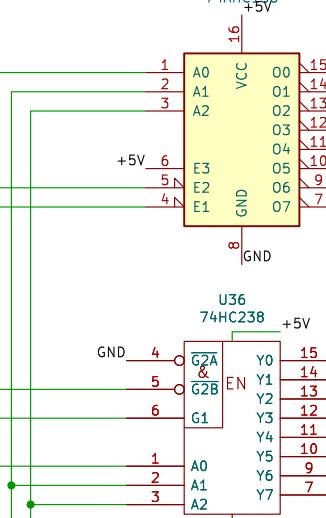 +5V
16
VCC
1 A0 O0 15
2 A1 O1 14
3 A2 O2 13
O3 12
O4 11
+5V 6 E3 O5 10
5 E2 O6 9
4 E1 O7 7
GND
8 GND
U36
74HC238
+5V
GND 4 G2A Y0 15
& EN
Y1 14
5 G2B Y2 13
6 G1 Y3 12
Y4 11
Y5 10
1 A0 Y6 9
2 A1 Y7 7
3 A2